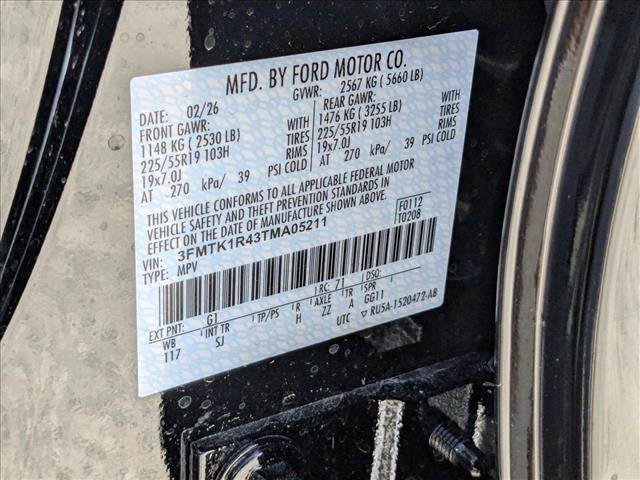 MFD. BY FORD MOTOR CO.
DATE: 02/26 GVWR: 2567 KG ( 5660 LB)
FRONT GAWR: REAR GAWR:
1148 KG ( 2530 LB) WITH 1476 KG ( 3255 LB) WITH
225/55R19 103H TIRES 225/55R19 103H TIRES
19x7.0J RIMS 19x7.0J RIMS
AT 270 kPa/ 39 PSI COLD AT 270 kPa/ 39 PSI COLD
THIS VEHICLE CONFORMS TO ALL APPLICABLE FEDERAL MOTOR
VEHICLE SAFETY AND THEFT PREVENTION STANDARDS IN
EFFECT ON THE DATE OF MANUFACTURE SHOWN ABOVE.
VIN: 3FMTK1R43TMA05211 F0112
TYPE: MPV T0208
EXT PNT: G1 RC: 71 DSO:
WB INT TR TP/PS R AXLE TR SPR
117 SJ H ZZ A GG11
UTC ▽ RU5A-1520472-AB